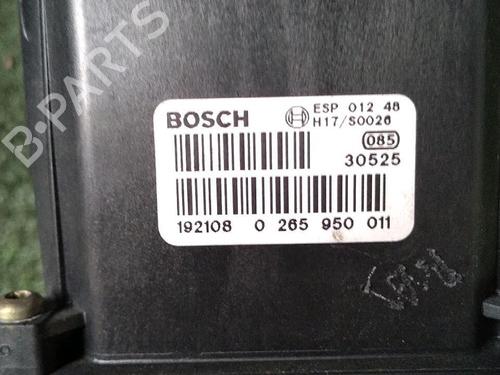 B-PARTS
BOSCH
ESP 012 48
H17/S0026
085
30525
192108 0 265 950 011